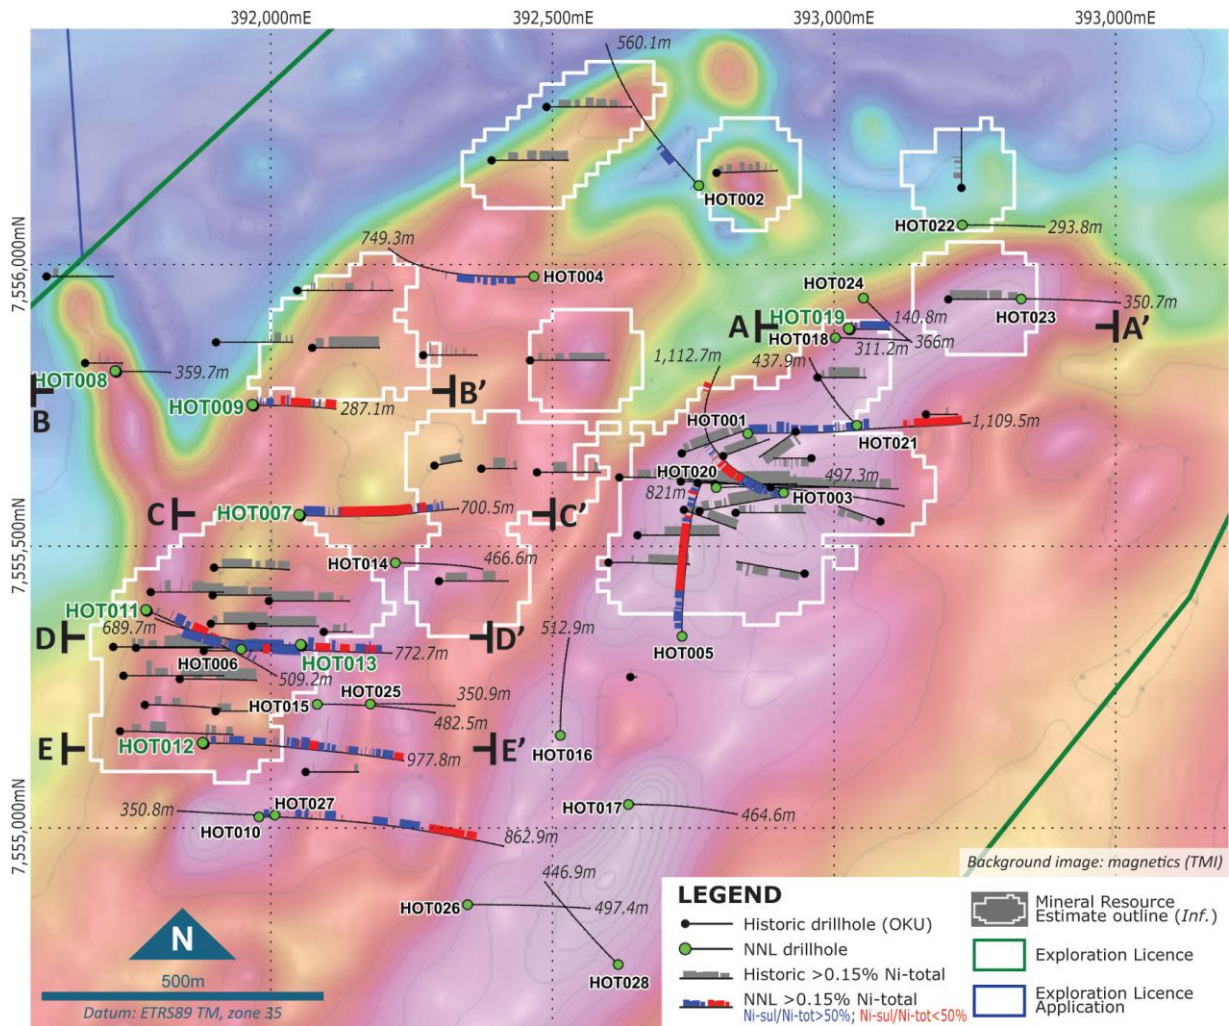 392,000mE
392,500mE
393,000mE
393,000mE
560.1m
HOT002
HOT022
293.8m
749.3m
HOT004
7,556,000mN
HOT024
HOT019
140.8m
A
A'
HOT018
311.2m
366m
HOT023
350.7m
1,112.7m
437.9m
HOT008
359.7m
B
B'
HOT009
287.1m
HOT001
HOT021
1,109.5m
HOT020
497.3m
821m
HOT003
C
C'
HOT007
700.5m
7,555,500mN
HOT014
466.6m
HOT011
689.7m
D
D'
HOT006
HOT013
772.7m
509.2m
512.9m
HOT005
HOT015
HOT025
350.9m
482.5m
E
E'
HOT012
977.8m
HOT016
HOT027
350.8m
HOT010
862.9m
HOT017
464.6m
7,555,000mN
446.9m
HOT026
497.4m
HOT028
Background image: magnetics (TMI)
N
500m
Datum: ETRS89 TM, zone 35
LEGEND
Historic drillhole (OKU)
NNL drillhole
Historic >0.15% Ni-total
NNL >0.15% Ni-total
Ni-sul/Ni-tot>50%; Ni-sul/Ni-tot<50%
Mineral Resource
Estimate outline (Inf.)
Exploration Licence
Exploration Licence
Application